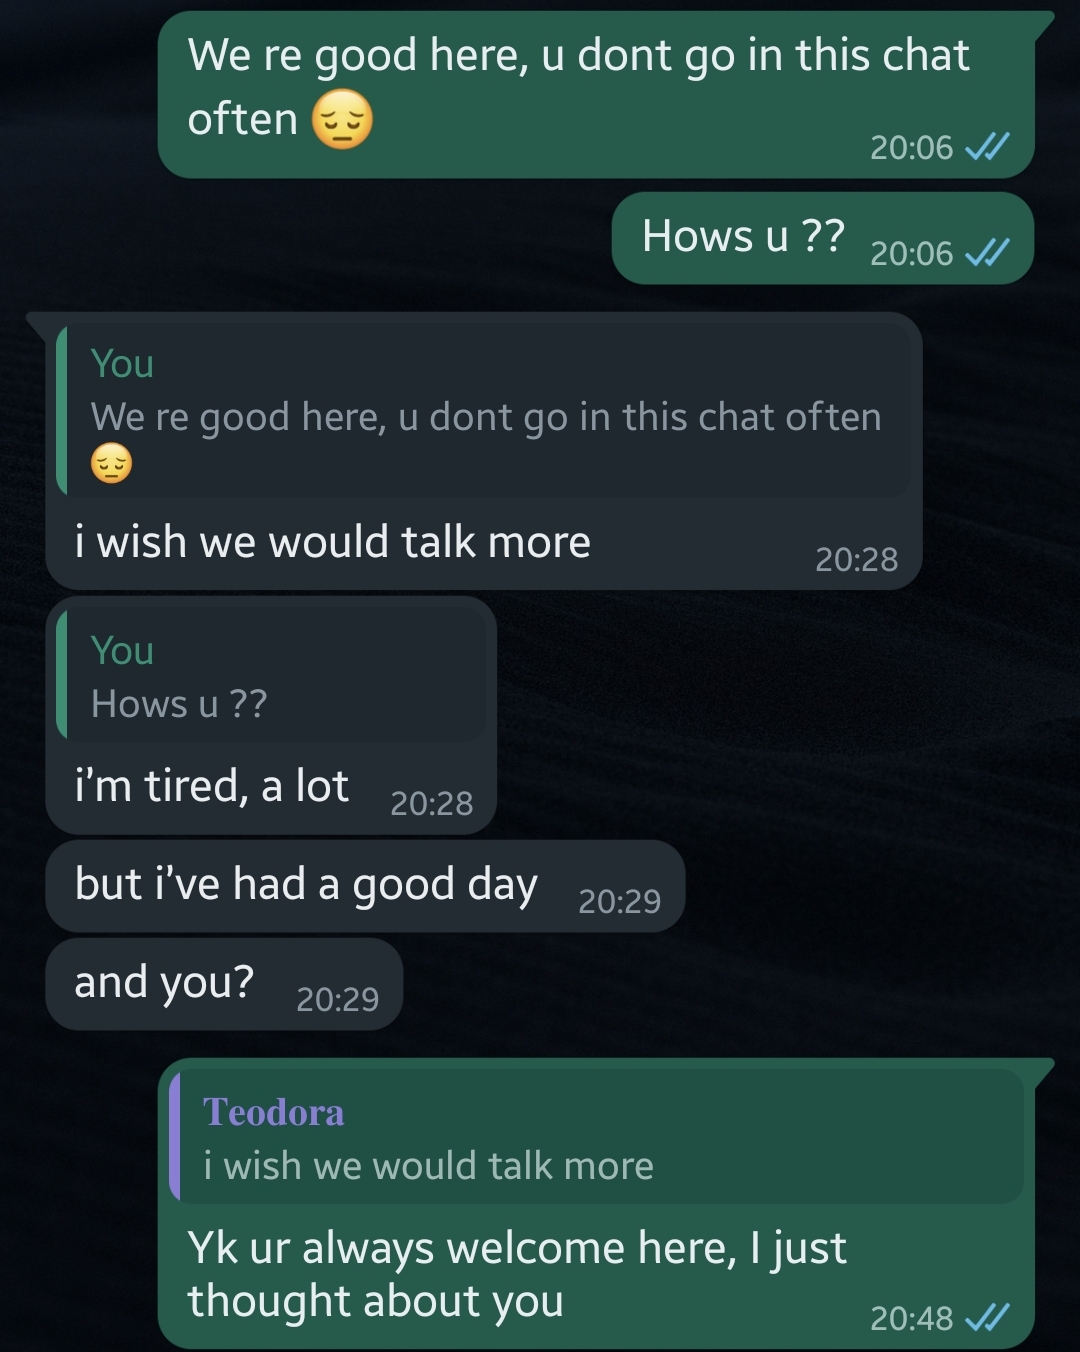 We re good here, u dont go in this chat
often 😔
20:06
Hows u ??
20:06
You
We re good here, u dont go in this chat often
😔
i wish we would talk more
20:28
You
Hows u ??
i'm tired, a lot
20:28
but i've had a good day
20:29
and you?
20:29
Teodora
i wish we would talk more
Yk ur always welcome here, I just
thought about you
20:48